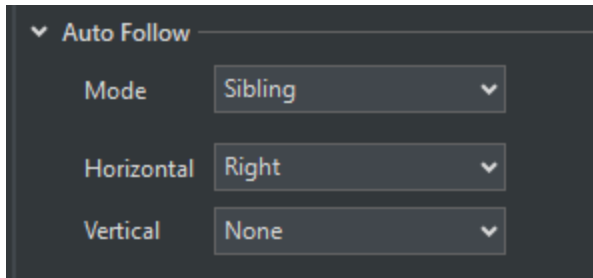 Auto Follow
Mode Sibling
Horizontal Right
Vertical None